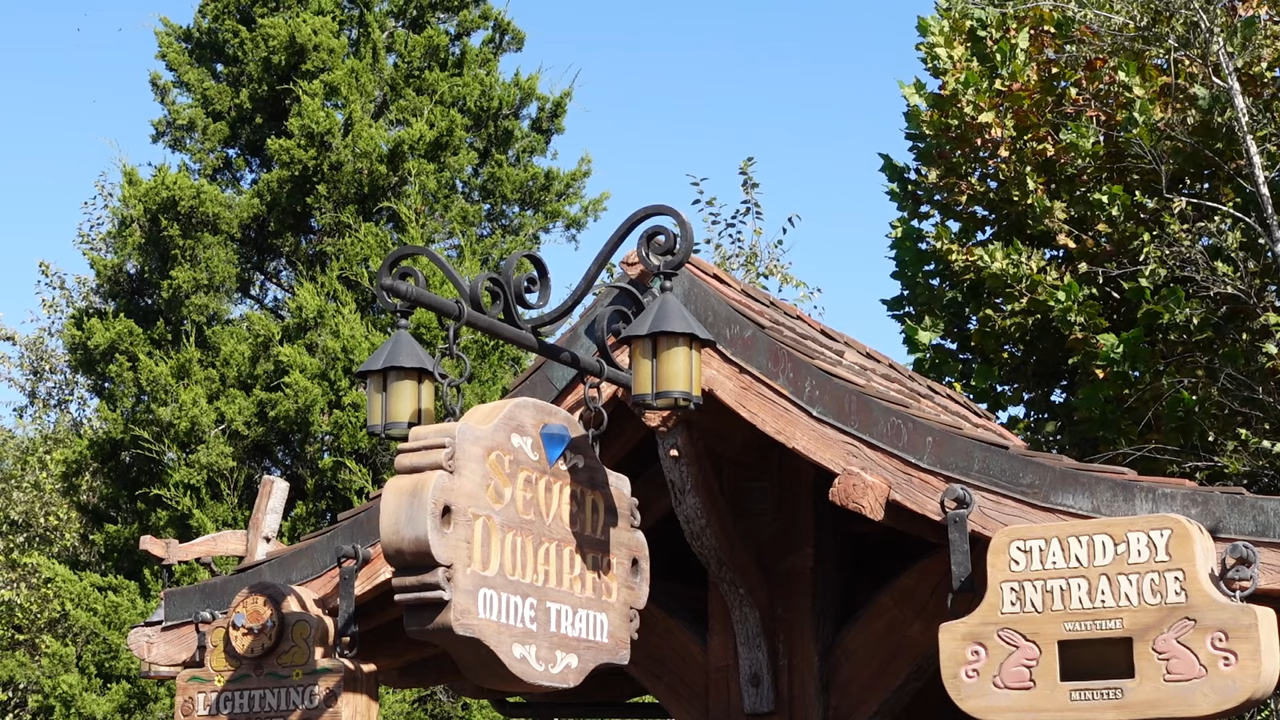 SEVEN
DWARFS
MINE TRAIN
STAND-BY
ENTRANCE
WAIT TIME
MINUTES
LIGHTNING